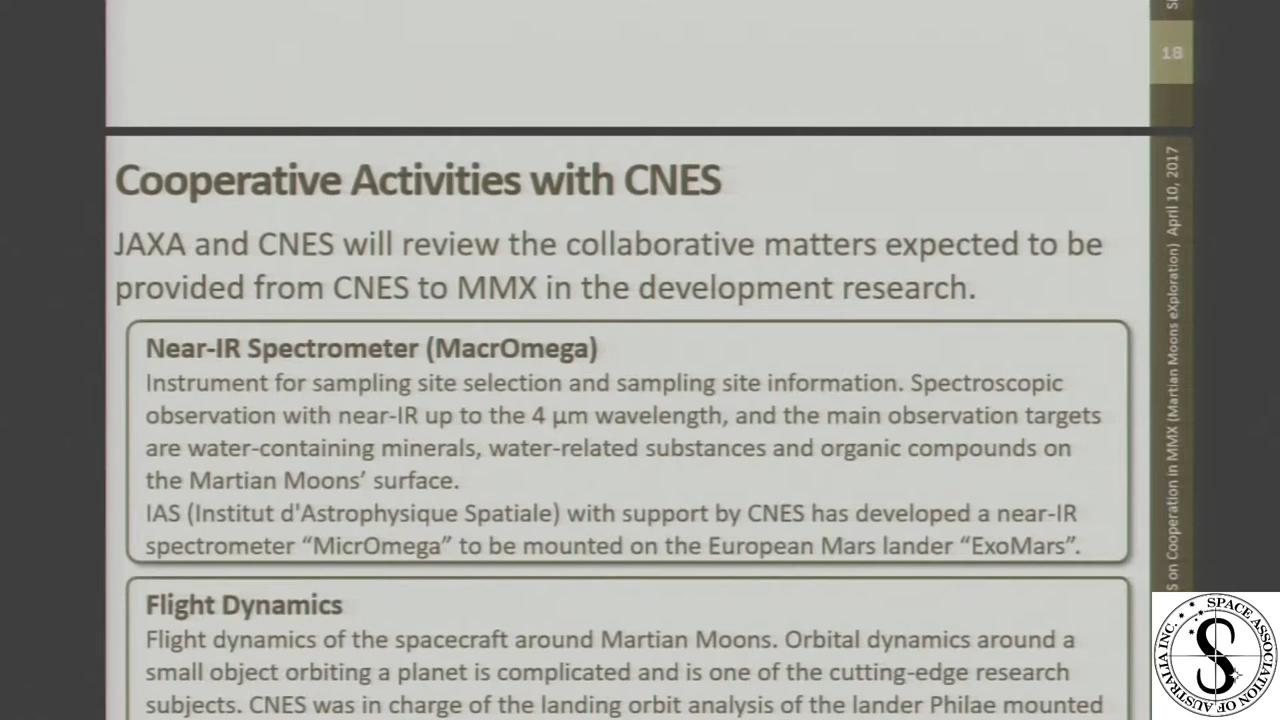 18
Cooperative Activities with CNES
JAXA and CNES will review the collaborative matters expected to be
provided from CNES to MMX in the development research.
Near-IR Spectrometer (MacrOmega)
Instrument for sampling site selection and sampling site information. Spectroscopic
observation with near-IR up to the 4 µm wavelength, and the main observation targets
are water-containing minerals, water-related substances and organic compounds on
the Martian Moons’ surface.
IAS (Institut d'Astrophysique Spatiale) with support by CNES has developed a near-IR
spectrometer “MicrOmega” to be mounted on the European Mars lander “ExoMars”.
Flight Dynamics
Flight dynamics of the spacecraft around Martian Moons. Orbital dynamics around a
small object orbiting a planet is complicated and is one of the cutting-edge research
subjects. CNES was in charge of the landing orbit analysis of the lander Philae mounted
S on Cooperation in MMX (Martian Moons eXploration) April 10, 2017
SPACE ASSOCIATION OF AUSTRALIA INC.
S